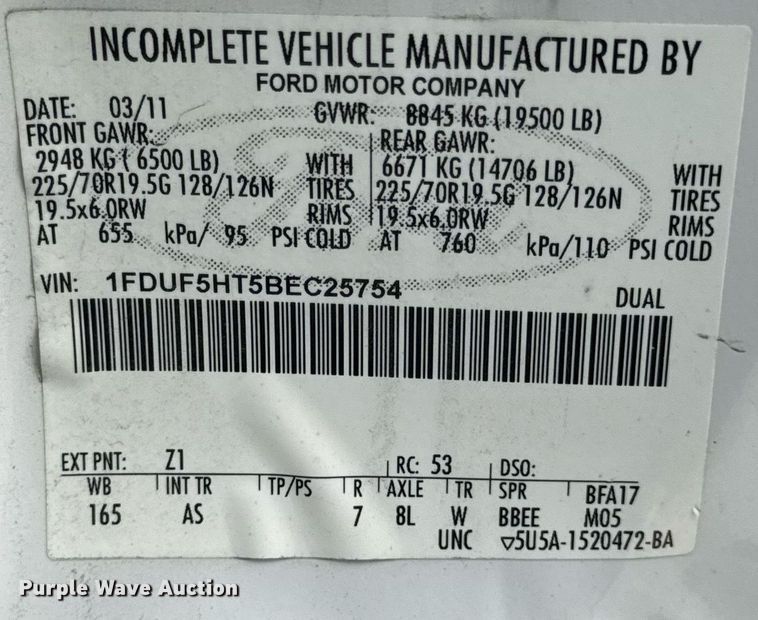 INCOMPLETE VEHICLE MANUFACTURED BY
FORD MOTOR COMPANY
DATE: 03/11 GVWR: 8845 KG (19500 LB)
FRONT GAWR: REAR GAWR:
2948 KG ( 6500 LB) WITH 6671 KG (14706 LB) WITH
225/70R19.5G 128/126N TIRES 225/70R19.5G 128/126N TIRES
19.5x6.0RW RIMS 19.5x6.0RW RIMS
AT 655 kPa/ 95 PSI COLD AT 760 kPa/110 PSI COLD
VIN: 1FDUF5HT5BEC25754
DUAL
EXT PNT: Z1 RC: 53 DSO:
WB INT TR TP/PS R AXLE TR SPR BFA17
165 AS 7 8L W BBEE M05
UNC ▽5U5A-1520472-BA
Purple Wave Auction